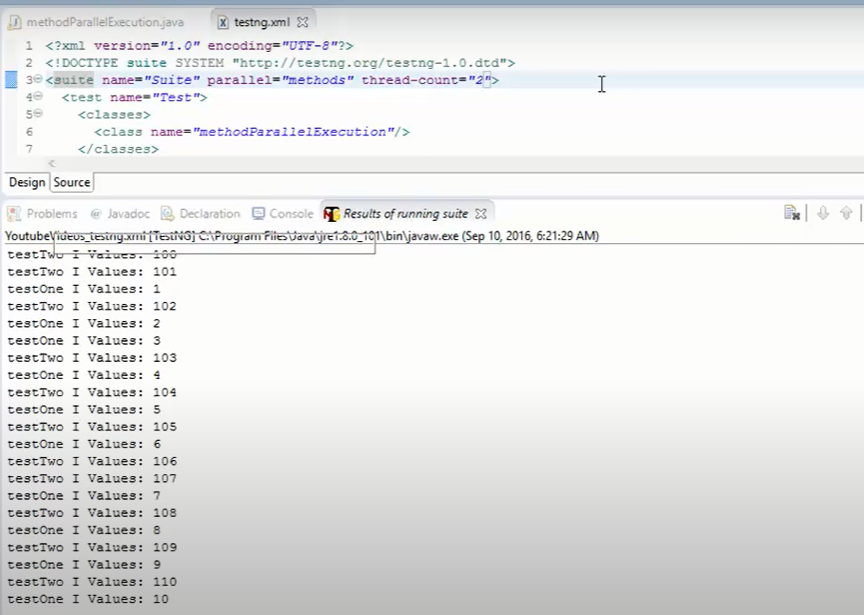 methodParallelExecution.java testng.xml
1 <?xml version="1.0" encoding="UTF-8"?>
2 <!DOCTYPE suite SYSTEM "http://testng.org/testng-1.0.dtd">
3 <suite name="Suite" parallel="methods" thread-count="2">
4 <test name="Test">
5 <classes>
6 <class name="methodParallelExecution"/>
7 </classes>
Design Source
Problems @ Javadoc Declaration Console Results of running suite
YoutubeVideos_testng.xml [TestNG] C:\Program Files\Java\jre1.8.0_101\bin\javaw.exe (Sep 10, 2016, 6:21:29 AM)
testTwo I Values: 100
testTwo I Values: 101
testOne I Values: 1
testTwo I Values: 102
testOne I Values: 2
testOne I Values: 3
testTwo I Values: 103
testOne I Values: 4
testTwo I Values: 104
testOne I Values: 5
testTwo I Values: 105
testOne I Values: 6
testTwo I Values: 106
testTwo I Values: 107
testOne I Values: 7
testTwo I Values: 108
testOne I Values: 8
testTwo I Values: 109
testOne I Values: 9
testTwo I Values: 110
testOne I Values: 10